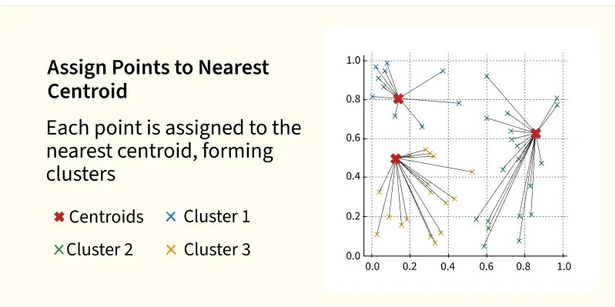 Assign Points to Nearest
Centroid
Each point is assigned to the
nearest centroid, forming
clusters
Centroids
Cluster 1
Cluster 2
Cluster 3
1.0
0.8
0.6
0.4
0.2
0.0
0.0 0.2 0.4 0.6 0.8 1.0